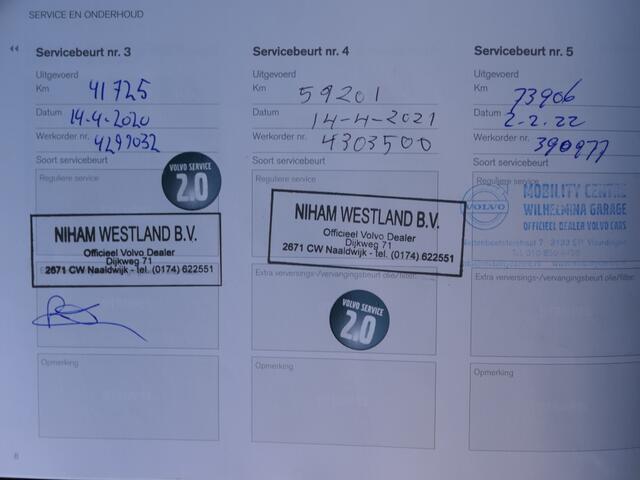 SERVICE EN ONDERHOUD
Servicebeurt nr. 3
Uitgevoerd
Km 41725
Datum 14-4-2020
Werkorder nr. 4297032
Soort servicebeurt
Reguliere service
VOLVO SERVICE
2.0
NIHAM WESTLAND B.V.
Officieel Volvo Dealer
Dijkweg 71
2671 CW Naaldwijk - tel. (0174) 622551
Opmerking
Servicebeurt nr. 4
Uitgevoerd
Km 59201
Datum 14-4-2021
Werkorder nr. 4303500
Soort servicebeurt
Reguliere service
NIHAM WESTLAND B.V.
Officieel Volvo Dealer
Dijkweg 71
2671 CW Naaldwijk - tel. (0174) 622551
Extra verversings-/vervangingsbeurt olie/filter.
VOLVO SERVICE
2.0
Opmerking
Servicebeurt nr. 5
Uitgevoerd
Km 73906
Datum 2-2-22
Werkorder nr. 390977
Soort servicebeurt
Reguliere service
VOLVO
MOBILITY CENTRE
WILHELMINA GARAGE
OFFICIEEL DEALER VOLVO CARS
Extra verversings-/vervangingsbeurt olie/filter.
Opmerking
8